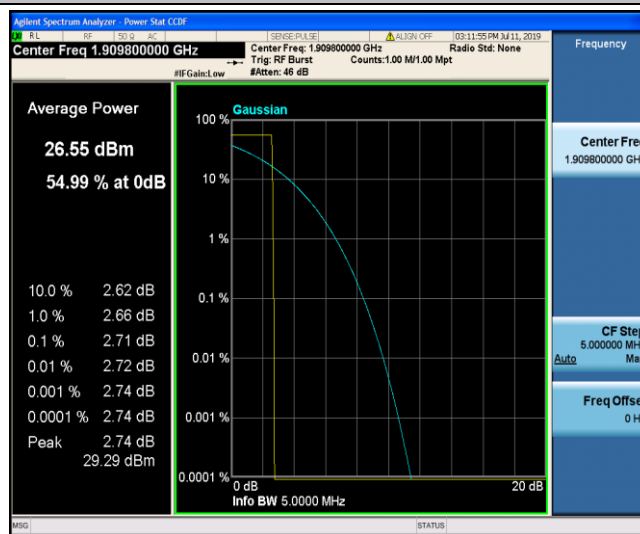 Agilent Spectrum Analyzer - Power Stat CCDF
RL RF 50 Ω AC SENSE:PULSE ALIGN OFF 03:11:55 PM Jul 11, 2019
Center Freq 1.909800000 GHz
Center Freq: 1.909800000 GHz Radio Std: None
Trig: RF Burst Counts:1.00 M/1.00 Mpt
#IFGain:Low #Atten: 46 dB
Frequency
Average Power
26.55 dBm
54.99 % at 0dB
10.0 % 2.62 dB
1.0 % 2.66 dB
0.1 % 2.71 dB
0.01 % 2.72 dB
0.001 % 2.74 dB
0.0001 % 2.74 dB
Peak 2.74 dB
29.29 dBm
Gaussian
100 %
10 %
1 %
0.1 %
0.01 %
0.001 %
0.0001 %
0 dB 20 dB
Info BW 5.0000 MHz
Center Fre
1.909800000 GH
CF Ste
5.000000 MH
Auto Ma
Freq Offse
0 H
MSG STATUS